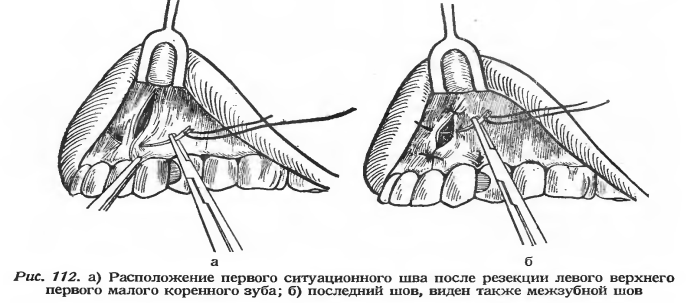 а
б
Рис. 112. а) Расположение первого ситуационного шва после резекции левого верхнего
первого малого коренного зуба; б) последний шов, виден также межзубной шов